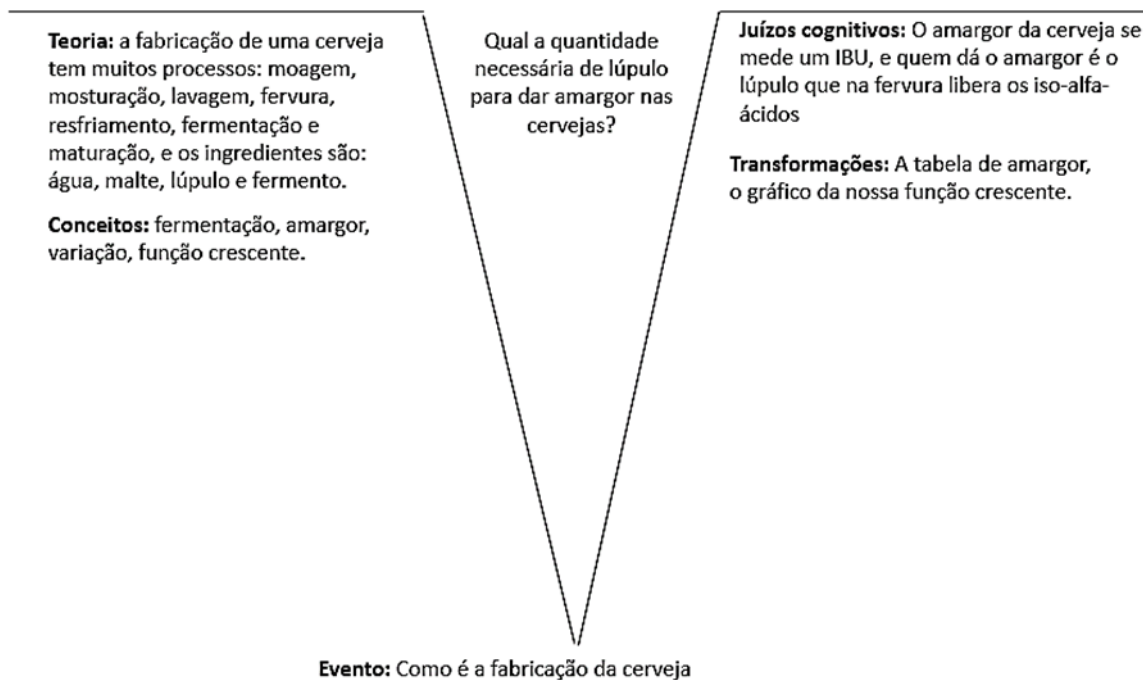 Teoria: a fabricação de uma cerveja
tem muitos processos: moagem,
mosturação, lavagem, fervura,
resfriamento, fermentação e
maturação, e os ingredientes são:
água, malte, lúpulo e fermento.
Conceitos: fermentação, amargor,
variação, função crescente.
Qual a quantidade
necessária de lúpulo
para dar amargor nas
cervejas?
Juízos cognitivos: O amargor da cerveja se
mede um IBU, e quem dá o amargor é o
lúpulo que na fervura libera os iso-alfa-
ácidos
Transformações: A tabela de amargor,
o gráfico da nossa função crescente.
Evento: Como é a fabricação da cerveja